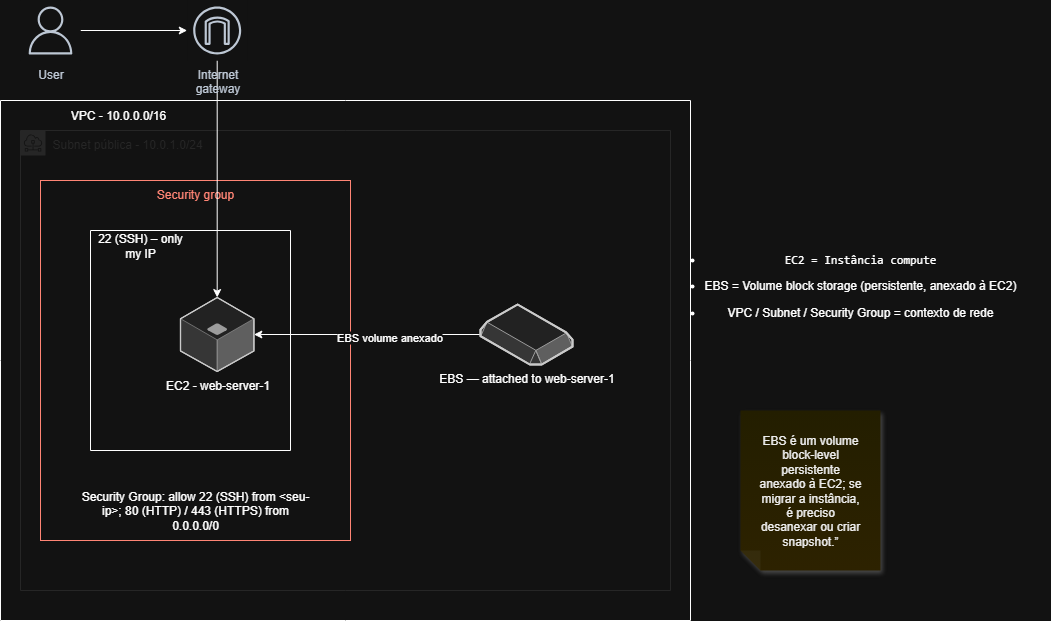 User
Internet
gateway
VPC - 10.0.0.0/16
Subnet pública - 10.0.1.0/24
Security group
22 (SSH) – only
my IP
EC2 - web-server-1
EBS volume anexado
EBS — attached to web-server-1
Security Group: allow 22 (SSH) from <seu-
ip>; 80 (HTTP) / 443 (HTTPS) from
0.0.0.0/0
EC2 = Instância compute
EBS = Volume block storage (persistente, anexado à EC2)
VPC / Subnet / Security Group = contexto de rede
EBS é um volume
block-level
persistente
anexado à EC2; se
migrar a instância,
é preciso
desanexar ou criar
snapshot.”